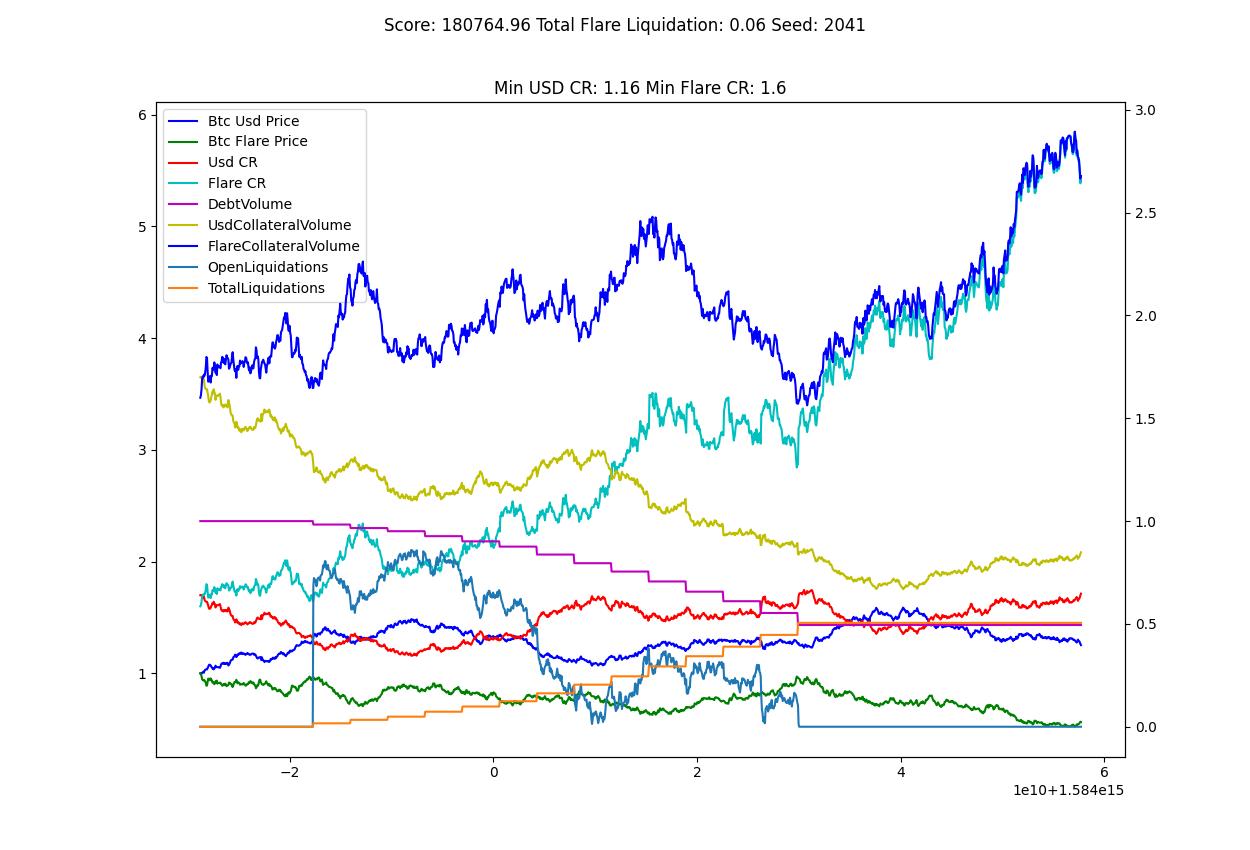 Score: 180764.96 Total Flare Liquidation: 0.06 Seed: 2041
Min USD CR: 1.16 Min Flare CR: 1.6
Btc Usd Price
Btc Flare Price
Usd CR
Flare CR
DebtVolume
UsdCollateralVolume
FlareCollateralVolume
OpenLiquidations
TotalLiquidations
6
5
4
3
2
1
3.0
2.5
2.0
1.5
1.0
0.5
0.0
−2
0
2
4
6
1e10+1.584e15